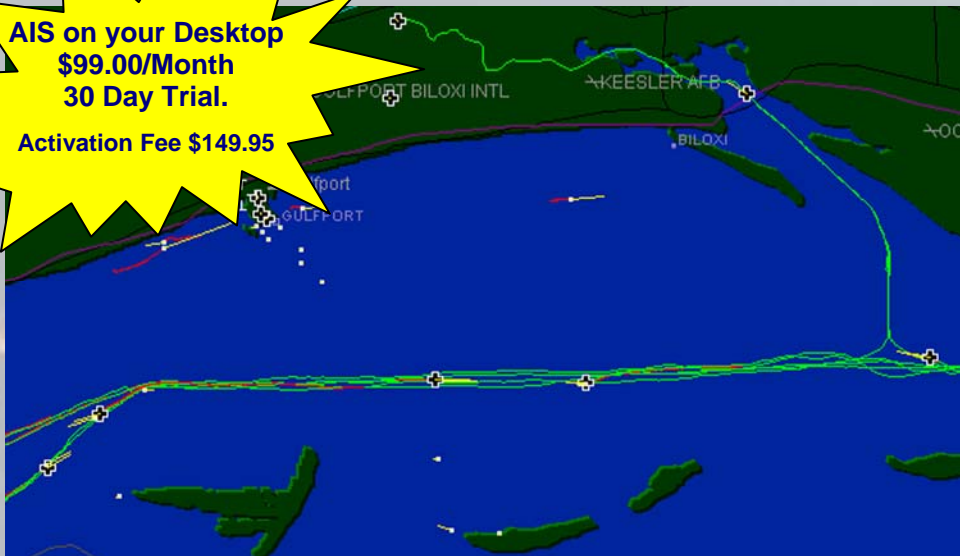 AIS on your Desktop
$99.00/Month
30 Day Trial.
Activation Fee $149.95
BILOXI INTL
KEESLER AFB
BILOXI
GULFPORT